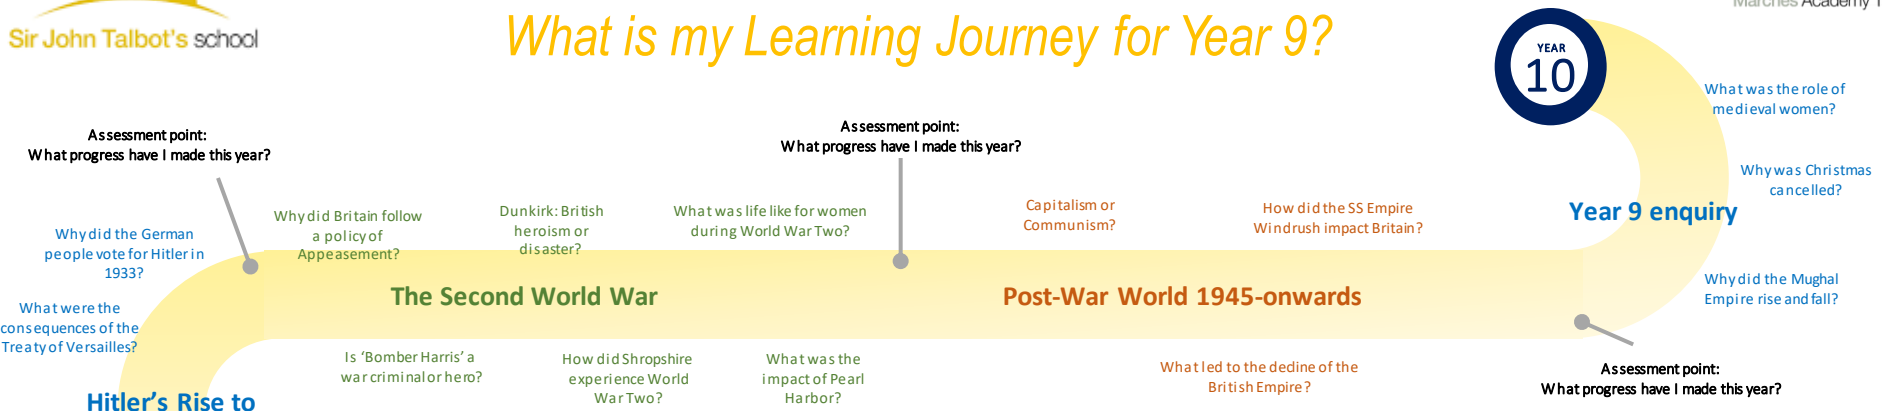 Sir John Talbot's school
What is my Learning Journey for Year 9?
Marches Academy T
YEAR
10
What was the role of
medieval women?
Assessment point:
What progress have I made this year?
Assessment point:
What progress have I made this year?
Why was Christmas
cancelled?
Year 9 enquiry
Why did Britain follow
a policy of
Appeasement?
Dunkirk: British
heroism or
disaster?
What was life like for women
during World War Two?
Capitalism or
Communism?
How did the SS Empire
Windrush impact Britain?
Why did the German
people vote for Hitler in
1933?
The Second World War
Post-War World 1945-onwards
Why did the Mughal
Empire rise and fall?
What were the
consequences of the
Treaty of Versailles?
Is ‘Bomber Harris’ a
war criminal or hero?
How did Shropshire
experience World
War Two?
What was the
impact of Pearl
Harbor?
What led to the decline of the
British Empire?
Assessment point:
What progress have I made this year?
Hitler's Rise to